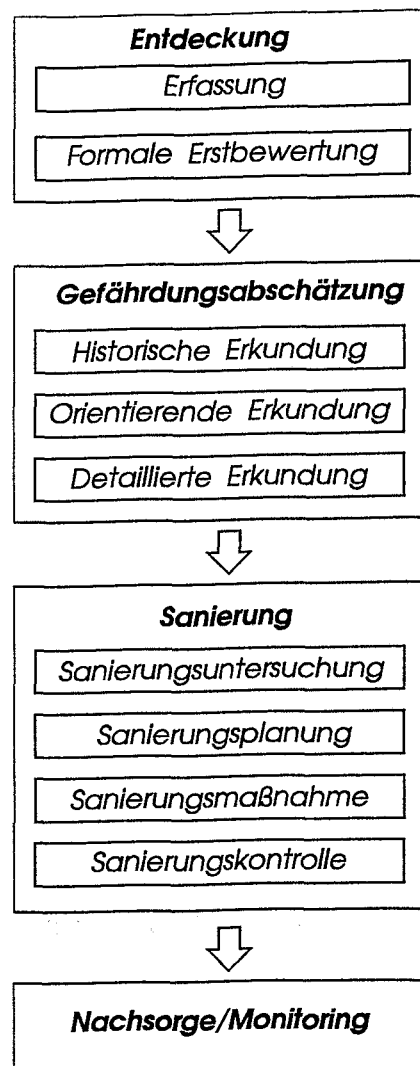 Entdeckung
Erfassung
Formale Erstbewertung
Gefährdungsabschätzung
Historische Erkundung
Orientierende Erkundung
Detaillierte Erkundung
Sanierung
Sanierungsuntersuchung
Sanierungsplanung
Sanierungsmaßnahme
Sanierungskontrolle
Nachsorge/Monitoring